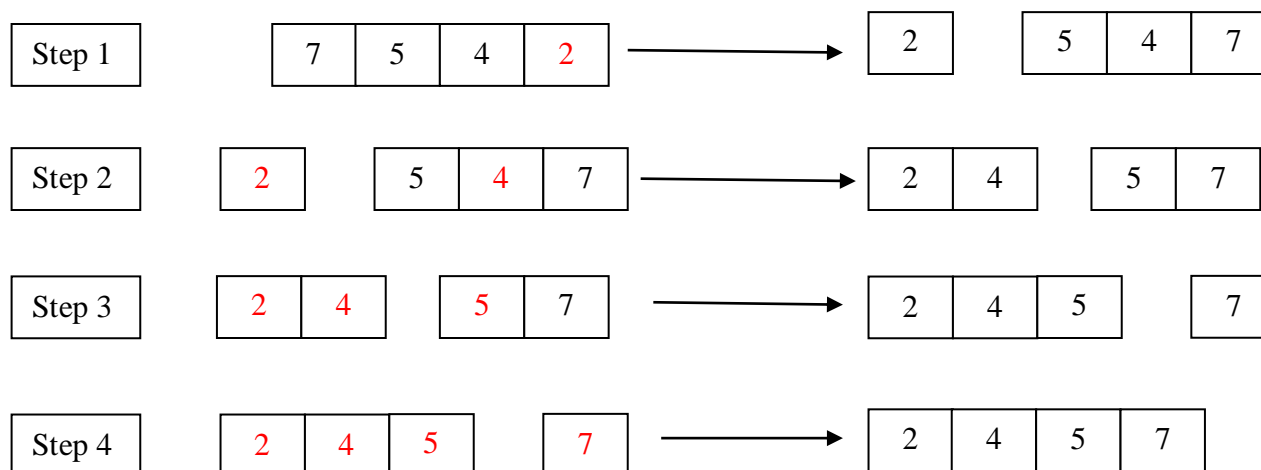 Step 1 7 5 4 2 2 5 4 7
Step 2 2 5 4 7 2 4 5 7
Step 3 2 4 5 7 2 4 5 7
Step 4 2 4 5 7 2 4 5 7